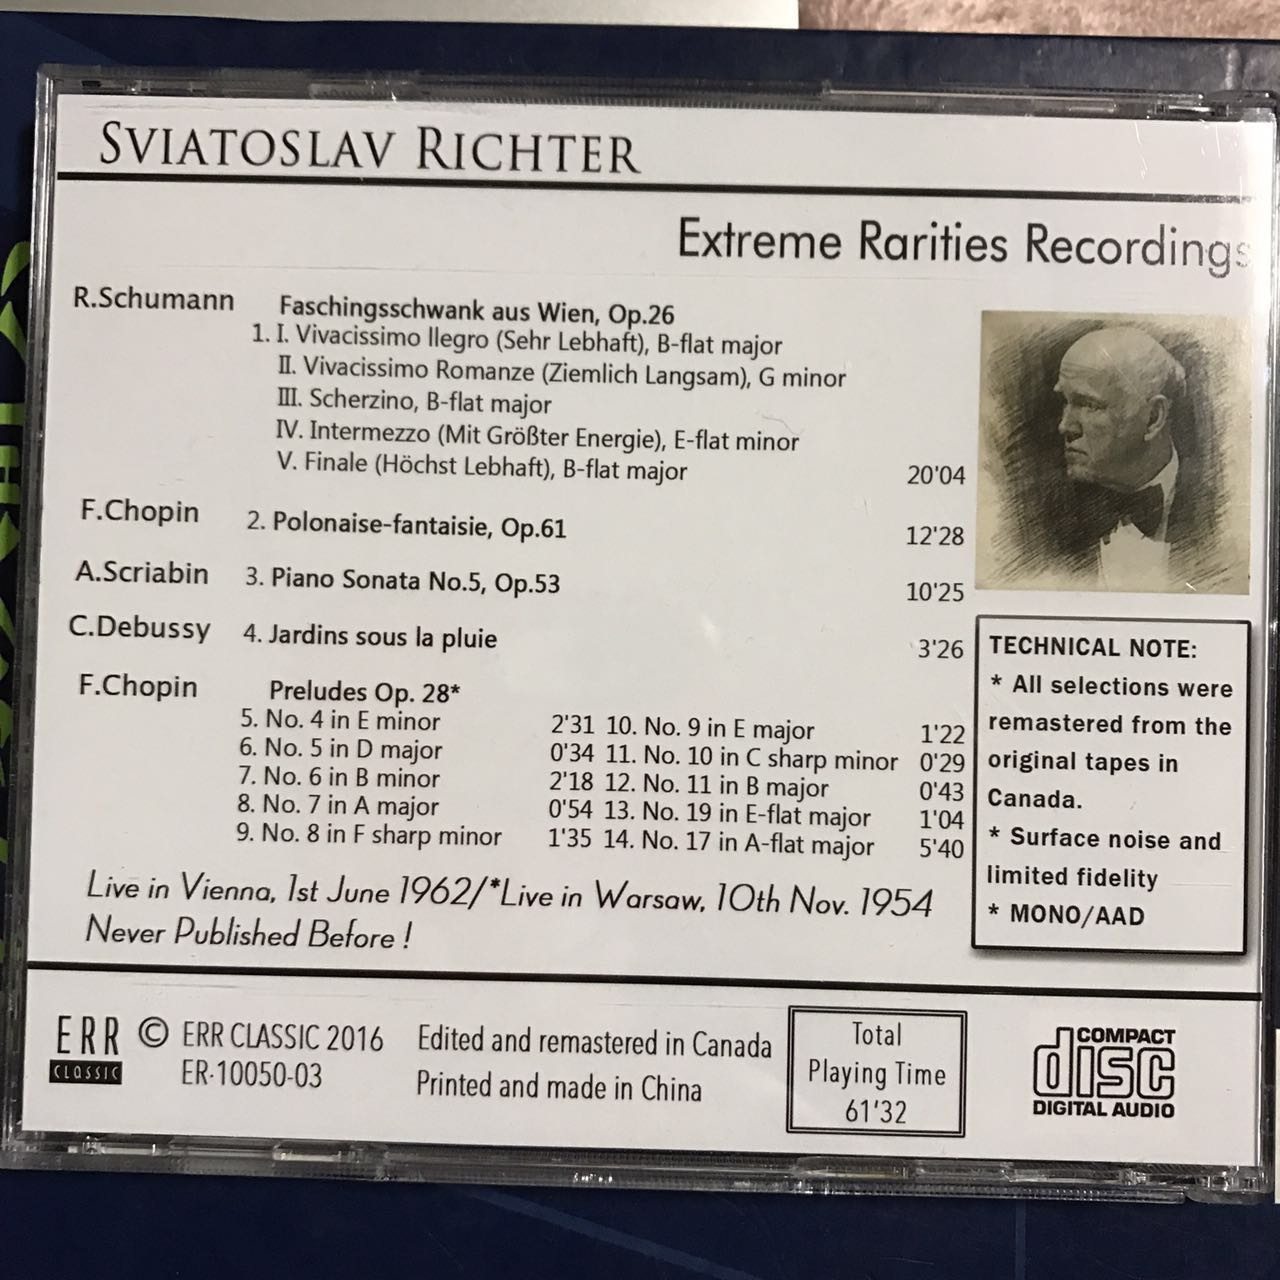 SVIATOSLAV RICHTER
Extreme Rarities Recordings
R.Schumann Faschingsschwank aus Wien, Op.26
1. I. Vivacissimo llegro (Sehr Lebhaft), B-flat major
II. Vivacissimo Romanze (Ziemlich Langsam), G minor
III. Scherzino, B-flat major
IV. Intermezzo (Mit Größter Energie), E-flat minor
V. Finale (Höchst Lebhaft), B-flat major 20'04
F.Chopin 2. Polonaise-fantaisie, Op.61 12'28
A.Scriabin 3. Piano Sonata No.5, Op.53 10'25
C.Debussy 4. Jardins sous la pluie 3'26
F.Chopin Preludes Op. 28*
5. No. 4 in E minor 2'31 10. No. 9 in E major 1'22
6. No. 5 in D major 0'34 11. No. 10 in C sharp minor 0'29
7. No. 6 in B minor 2'18 12. No. 11 in B major 0'43
8. No. 7 in A major 0'54 13. No. 19 in E-flat major 1'04
9. No. 8 in F sharp minor 1'35 14. No. 17 in A-flat major 5'40
Live in Vienna, 1st June 1962/*Live in Warsaw, 10th Nov. 1954
Never Published Before !
TECHNICAL NOTE:
* All selections were
remastered from the
original tapes in
Canada.
* Surface noise and
limited fidelity
* MONO/AAD
ERR
CLASSIC
© ERR CLASSIC 2016
ER-10050-03
Edited and remastered in Canada
Printed and made in China
Total
Playing Time
61'32
COMPACT
disc
DIGITAL AUDIO